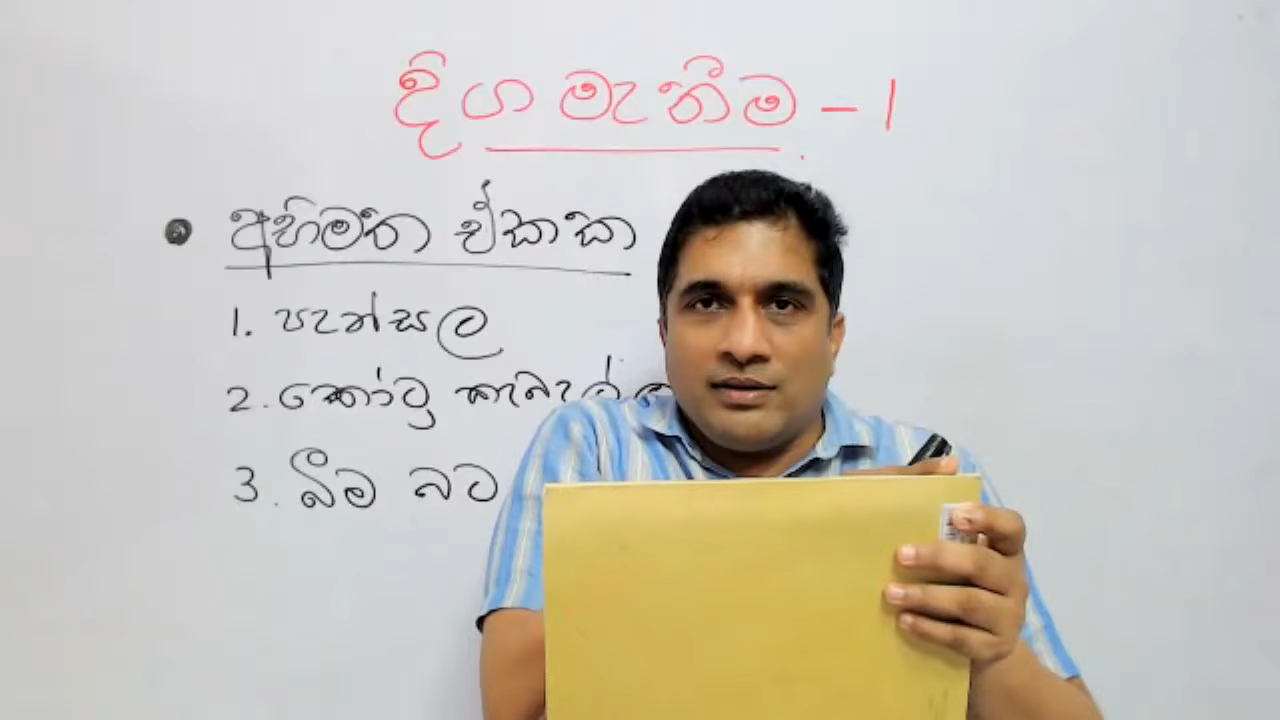 දිග මැනීම – 1
• අභිමත ඒකක
1. පැන්සල
2. කෝටු
3. බීම බට